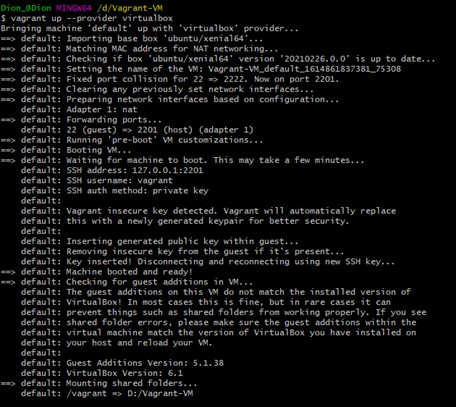 Dion_@Dion MINGW64 /d/Vagrant-VM
$ vagrant up --provider virtualbox
Bringing machine 'default' up with 'virtualbox' provider...
==> default: Importing base box 'ubuntu/xenial64'...
==> default: Matching MAC address for NAT networking...
==> default: Checking if box 'ubuntu/xenial64' version '20210226.0.0' is up to date...
==> default: Setting the name of the VM: Vagrant-VM_default_1614861837381_75308
==> default: Fixed port collision for 22 => 2222. Now on port 2201.
==> default: Clearing any previously set network interfaces...
==> default: Preparing network interfaces based on configuration...
default: Adapter 1: nat
==> default: Forwarding ports...
default: 22 (guest) => 2201 (host) (adapter 1)
==> default: Running 'pre-boot' VM customizations...
==> default: Booting VM...
==> default: Waiting for machine to boot. This may take a few minutes...
default: SSH address: 127.0.0.1:2201
default: SSH username: vagrant
default: SSH auth method: private key
default:
default: Vagrant insecure key detected. Vagrant will automatically replace
default: this with a newly generated keypair for better security.
default:
default: Inserting generated public key within guest...
default: Removing insecure key from the guest if it's present...
default: Key inserted! Disconnecting and reconnecting using new SSH key...
==> default: Machine booted and ready!
==> default: Checking for guest additions in VM...
default: The guest additions on this VM do not match the installed version of
default: VirtualBox! In most cases this is fine, but in rare cases it can
default: prevent things such as shared folders from working properly. If you see
default: shared folder errors, please make sure the guest additions within the
default: virtual machine match the version of VirtualBox you have installed on
default: your host and reload your VM.
default:
default: Guest Additions Version: 5.1.38
default: VirtualBox Version: 6.1
==> default: Mounting shared folders...
default: /vagrant => D:/Vagrant-VM